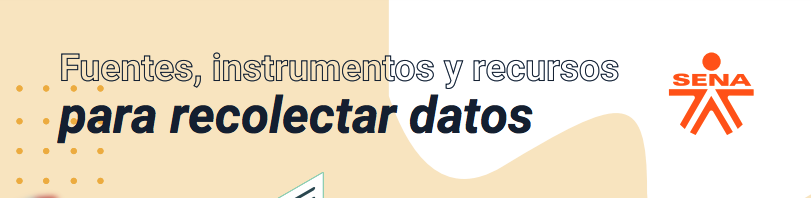 Fuentes, instrumentos y recursos
para recolectar datos
SENA